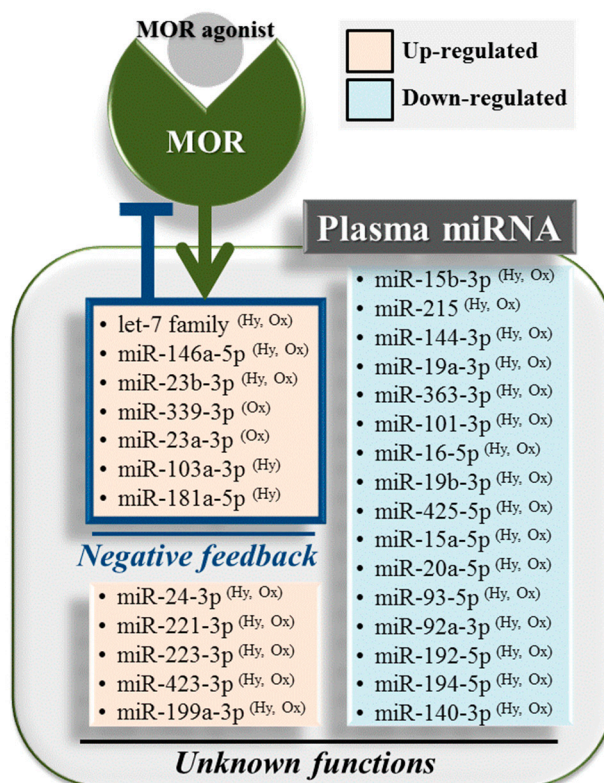 MOR agonist
MOR
Up-regulated
Down-regulated
Plasma miRNA
• let-7 family (Hy, Ox)
• miR-146a-5p (Hy, Ox)
• miR-23b-3p (Hy, Ox)
• miR-339-3p (Ox)
• miR-23a-3p (Ox)
• miR-103a-3p (Hy)
• miR-181a-5p (Hy)
Negative feedback
• miR-24-3p (Hy, Ox)
• miR-221-3p (Hy, Ox)
• miR-223-3p (Hy, Ox)
• miR-423-3p (Hy, Ox)
• miR-199a-3p (Hy, Ox)
• miR-15b-3p (Hy, Ox)
• miR-215 (Hy, Ox)
• miR-144-3p (Hy, Ox)
• miR-19a-3p (Hy, Ox)
• miR-363-3p (Hy, Ox)
• miR-101-3p (Hy, Ox)
• miR-16-5p (Hy, Ox)
• miR-19b-3p (Hy, Ox)
• miR-425-5p (Hy, Ox)
• miR-15a-5p (Hy, Ox)
• miR-20a-5p (Hy, Ox)
• miR-93-5p (Hy, Ox)
• miR-92a-3p (Hy, Ox)
• miR-192-5p (Hy, Ox)
• miR-194-5p (Hy, Ox)
• miR-140-3p (Hy, Ox)
Unknown functions